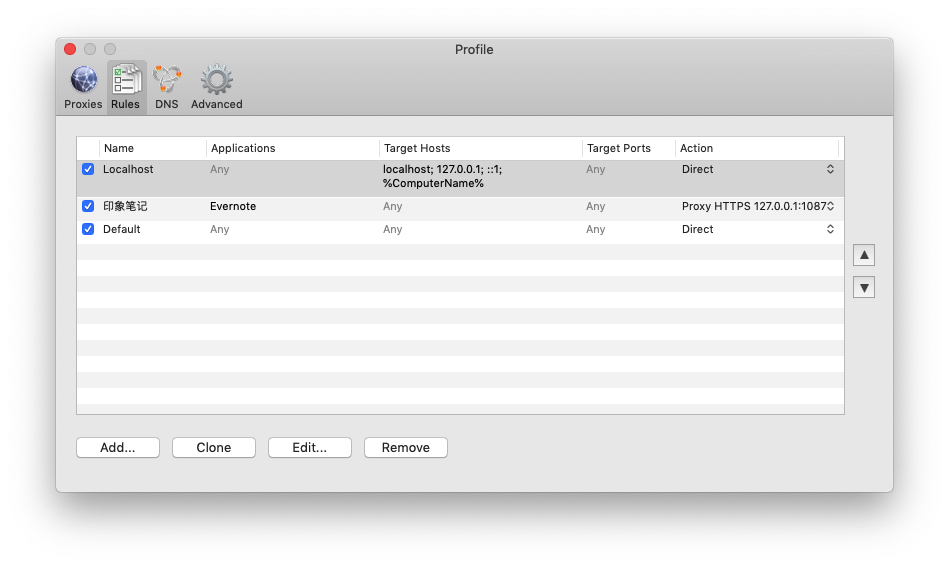 Profile
Proxies Rules DNS Advanced
Name Applications Target Hosts Target Ports Action
Localhost Any localhost; 127.0.0.1; ::1; Any Direct
%ComputerName%
印象笔记 Evernote Any Any Proxy HTTPS 127.0.0.1:1087
Default Any Any Any Direct
Add... Clone Edit... Remove